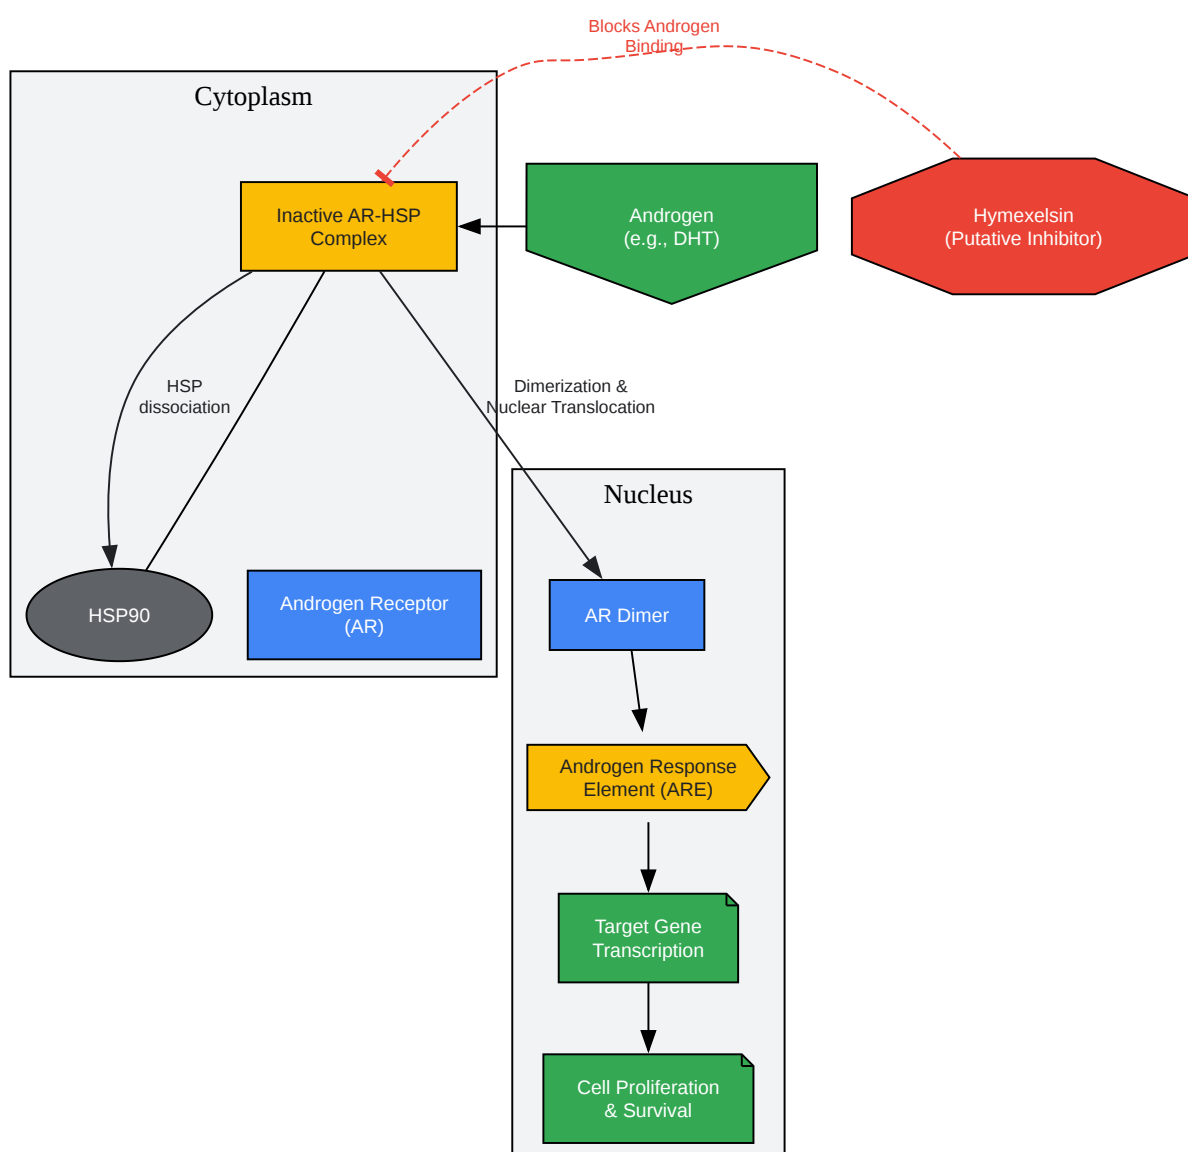 Blocks Androgen
Binding
Cytoplasm
Inactive AR-HSP
Complex
Androgen
(e.g., DHT)
Hymexelsin
(Putative Inhibitor)
HSP
dissociation
Dimerization &
Nuclear Translocation
Nucleus
HSP90
Androgen Receptor
(AR)
AR Dimer
Androgen Response
Element (ARE)
Target Gene
Transcription
Cell Proliferation
& Survival